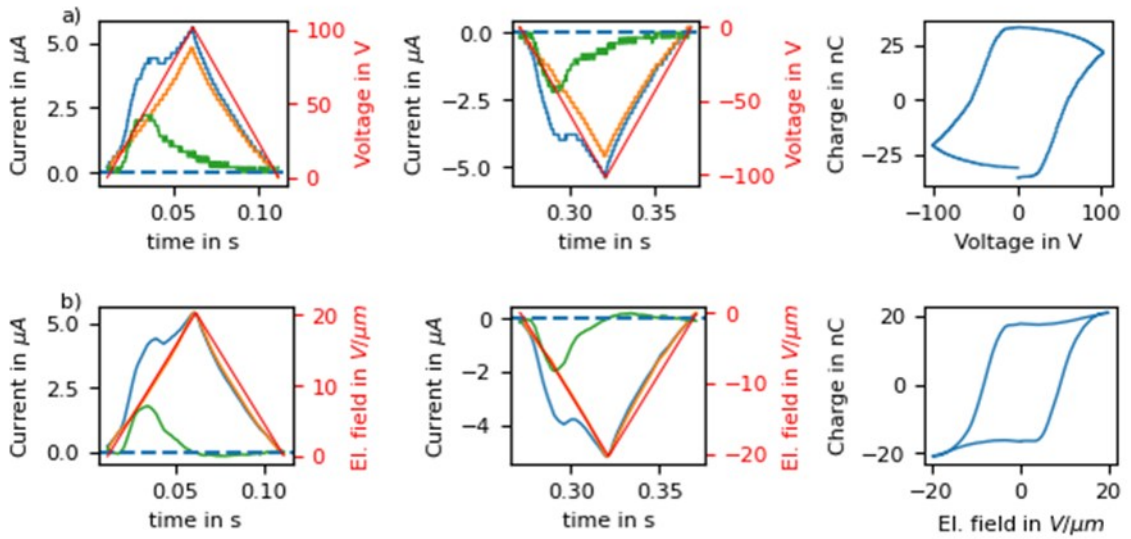 a)
Current in μA
5.0
2.5
0.0
0.05 0.10
time in s
100
50
0
Voltage in V
Current in μA
0.0
−2.5
−5.0
0.30 0.35
time in s
0
−50
−100
Voltage in V
Charge in nC
25
0
−25
−100 0 100
Voltage in V
b)
Current in μA
5.0
2.5
0.0
0.05 0.10
time in s
20
10
0
El. field in V/μm
Current in μA
0
−2
−4
0.30 0.35
time in s
0
−10
−20
El. field in V/μm
Charge in nC
20
0
−20
−20 0 20
El. field in V/μm